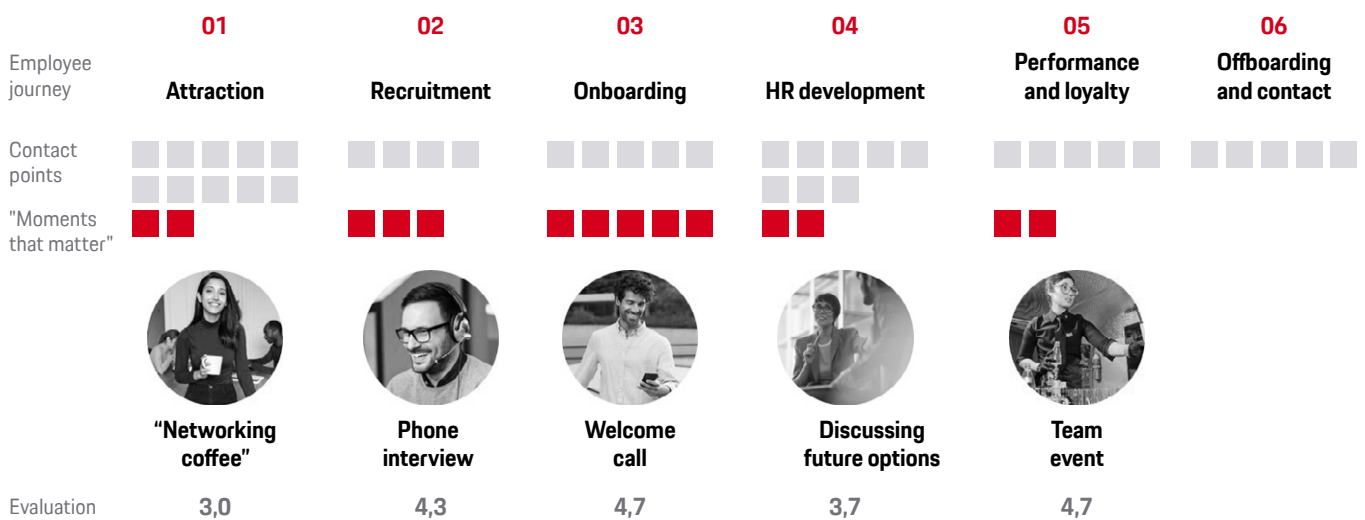 01 02 03 04 05 06
Employee
journey
Attraction
Recruitment
Onboarding
HR development
Performance
and loyalty
Offboarding
and contact
Contact
points
"Moments
that matter"
“Networking
coffee”
Phone
interview
Welcome
call
Discussing
future options
Team
event
Evaluation 3,0 4,3 4,7 3,7 4,7